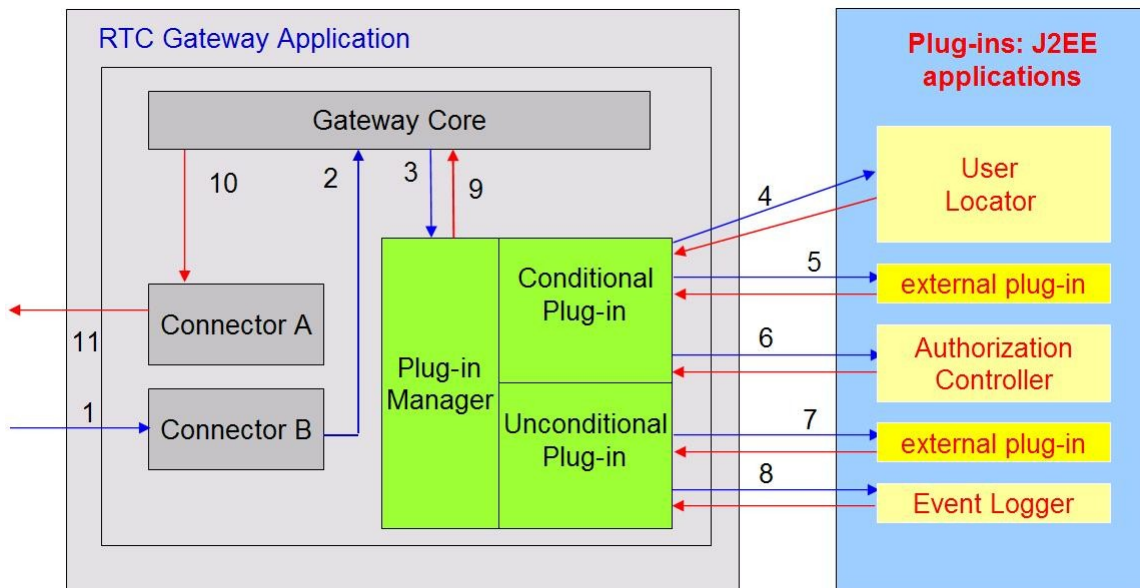 RTC Gateway Application
Plug-ins: J2EE
applications
Gateway Core
10
2
3
9
4
User
Locator
5
Conditional
Plug-in
external plug-in
Connector A
11
6
Authorization
Controller
Plug-in
Manager
1
Connector B
Unconditional
Plug-in
7
external plug-in
8
Event Logger